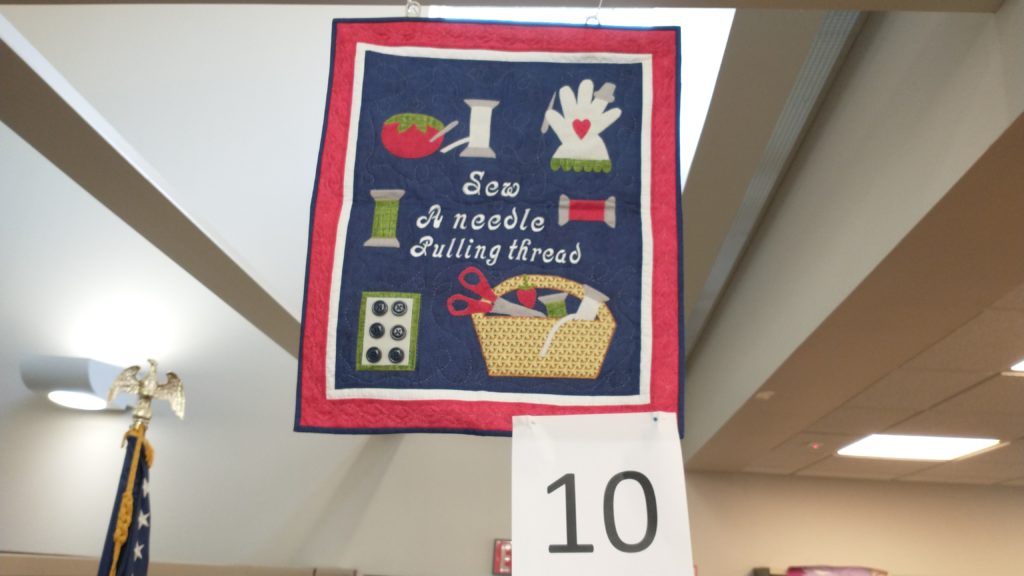 Sew
A needle
Pulling thread
10